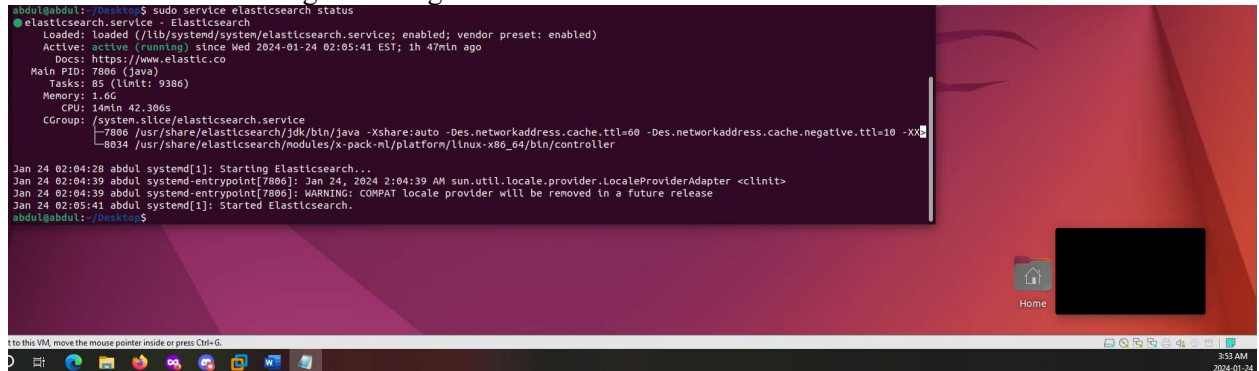 abdul@abdul:~/Desktop$ sudo service elasticsearch status
elasticsearch.service - Elasticsearch
Loaded: loaded (/lib/systemd/system/elasticsearch.service; enabled; vendor preset: enabled)
Active: active (running) since Wed 2024-01-24 02:05:41 EST; 1h 47min ago
Docs: https://www.elastic.co
Main PID: 7806 (java)
Tasks: 85 (limit: 9386)
Memory: 1.6G
CPU: 14min 42.306s
CGroup: /system.slice/elasticsearch.service
├─7806 /usr/share/elasticsearch/jdk/bin/java -Xshare:auto -Des.networkaddress.cache.ttl=60 -Des.networkaddress.cache.negative.ttl=10 -XX>
└─8034 /usr/share/elasticsearch/modules/x-pack-ml/platform/linux-x86_64/bin/controller
Jan 24 02:04:28 abdul systemd[1]: Starting Elasticsearch...
Jan 24 02:04:39 abdul systemd-entrypoint[7806]: Jan 24, 2024 2:04:39 AM sun.util.locale.provider.LocaleProviderAdapter <clinit>
Jan 24 02:04:39 abdul systemd-entrypoint[7806]: WARNING: COMPAT locale provider will be removed in a future release
Jan 24 02:05:41 abdul systemd[1]: Started Elasticsearch.
abdul@abdul:~/Desktop$
Home
t to this VM, move the mouse pointer inside or press Ctrl+G.
3:53 AM
2024-01-24